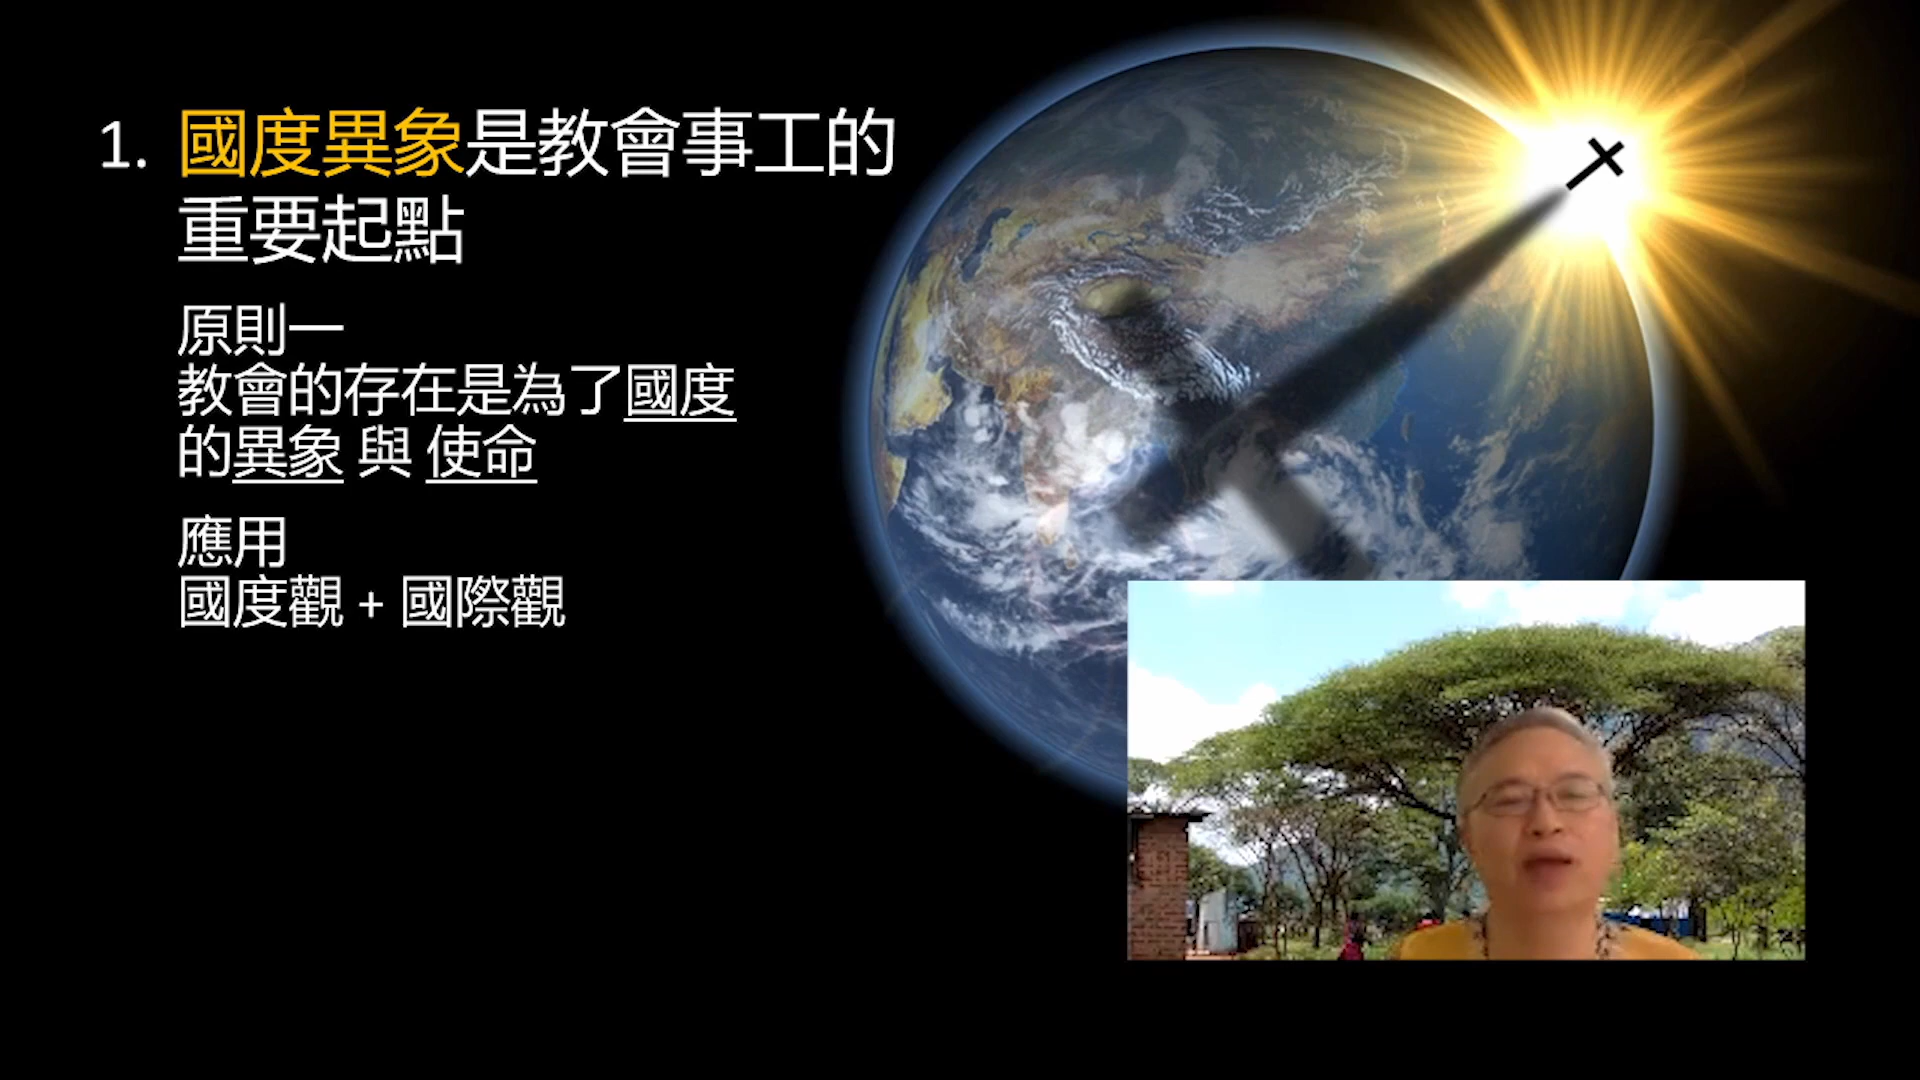 1. 國度異象是教會事工的
重要起點
原則一
教會的存在是為了國度
的異象 與 使命
應用
國度觀 + 國際觀